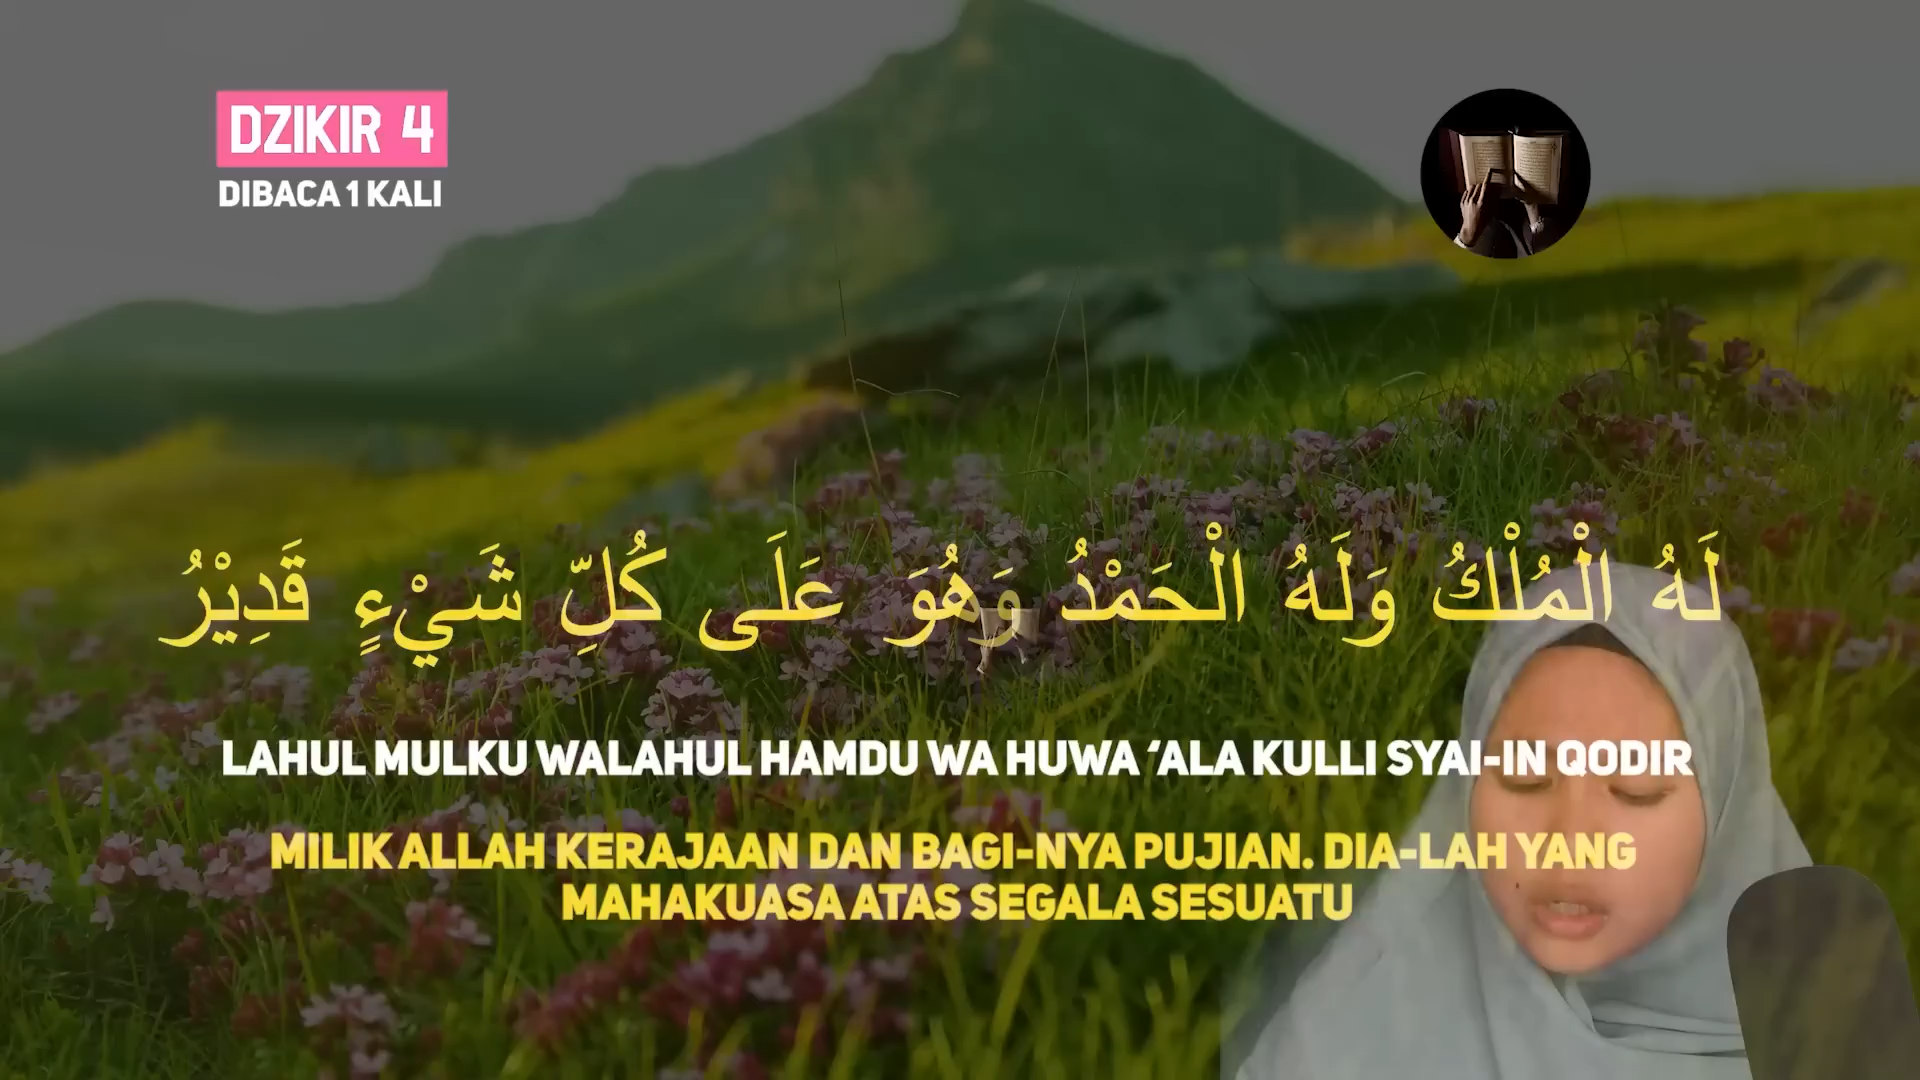 DZIKIR 4
DIBACA 1 KALI
لَهُ الْمُلْكُ وَلَهُ الْحَمْدُ وَهُوَ عَلَى كُلِّ شَيْءٍ قَدِيْرُ
LAHUL MULKU WALAHUL HAMDU WA HUWA ‘ALA KULLI SYAI-IN QODIR
MILIK ALLAH KERAJAAN DAN BAGI-NYA PUJIAN. DIA-LAH YANG
MAHAKUASA ATAS SEGALA SESUATU